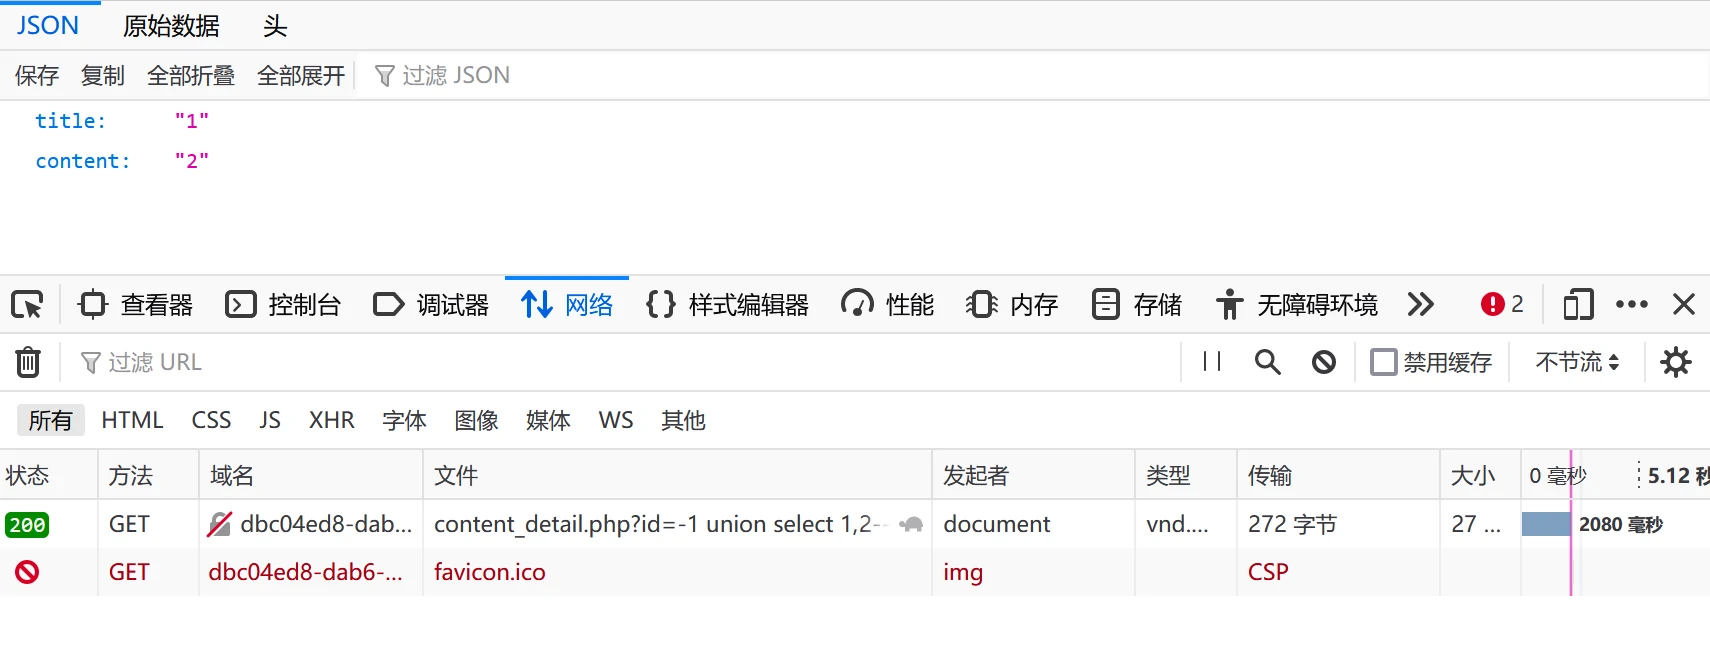 JSON 原始数据 头
保存 复制 全部折叠 全部展开 过滤 JSON
title: "1"
content: "2"
查看器 控制台 调试器 网络 样式编辑器 性能 内存 存储 无障碍环境 2
过滤 URL 禁用缓存 不节流
所有 HTML CSS JS XHR 字体 图像 媒体 WS 其他
状态 方法 域名 文件 发起者 类型 传输 大小 0 毫秒 5.12 秒
200 GET dbc04ed8-dab... content_detail.php?id=-1 union select 1,2-- document vnd.... 272 字节 27 ... 2080 毫秒
GET dbc04ed8-dab6-... favicon.ico img CSP